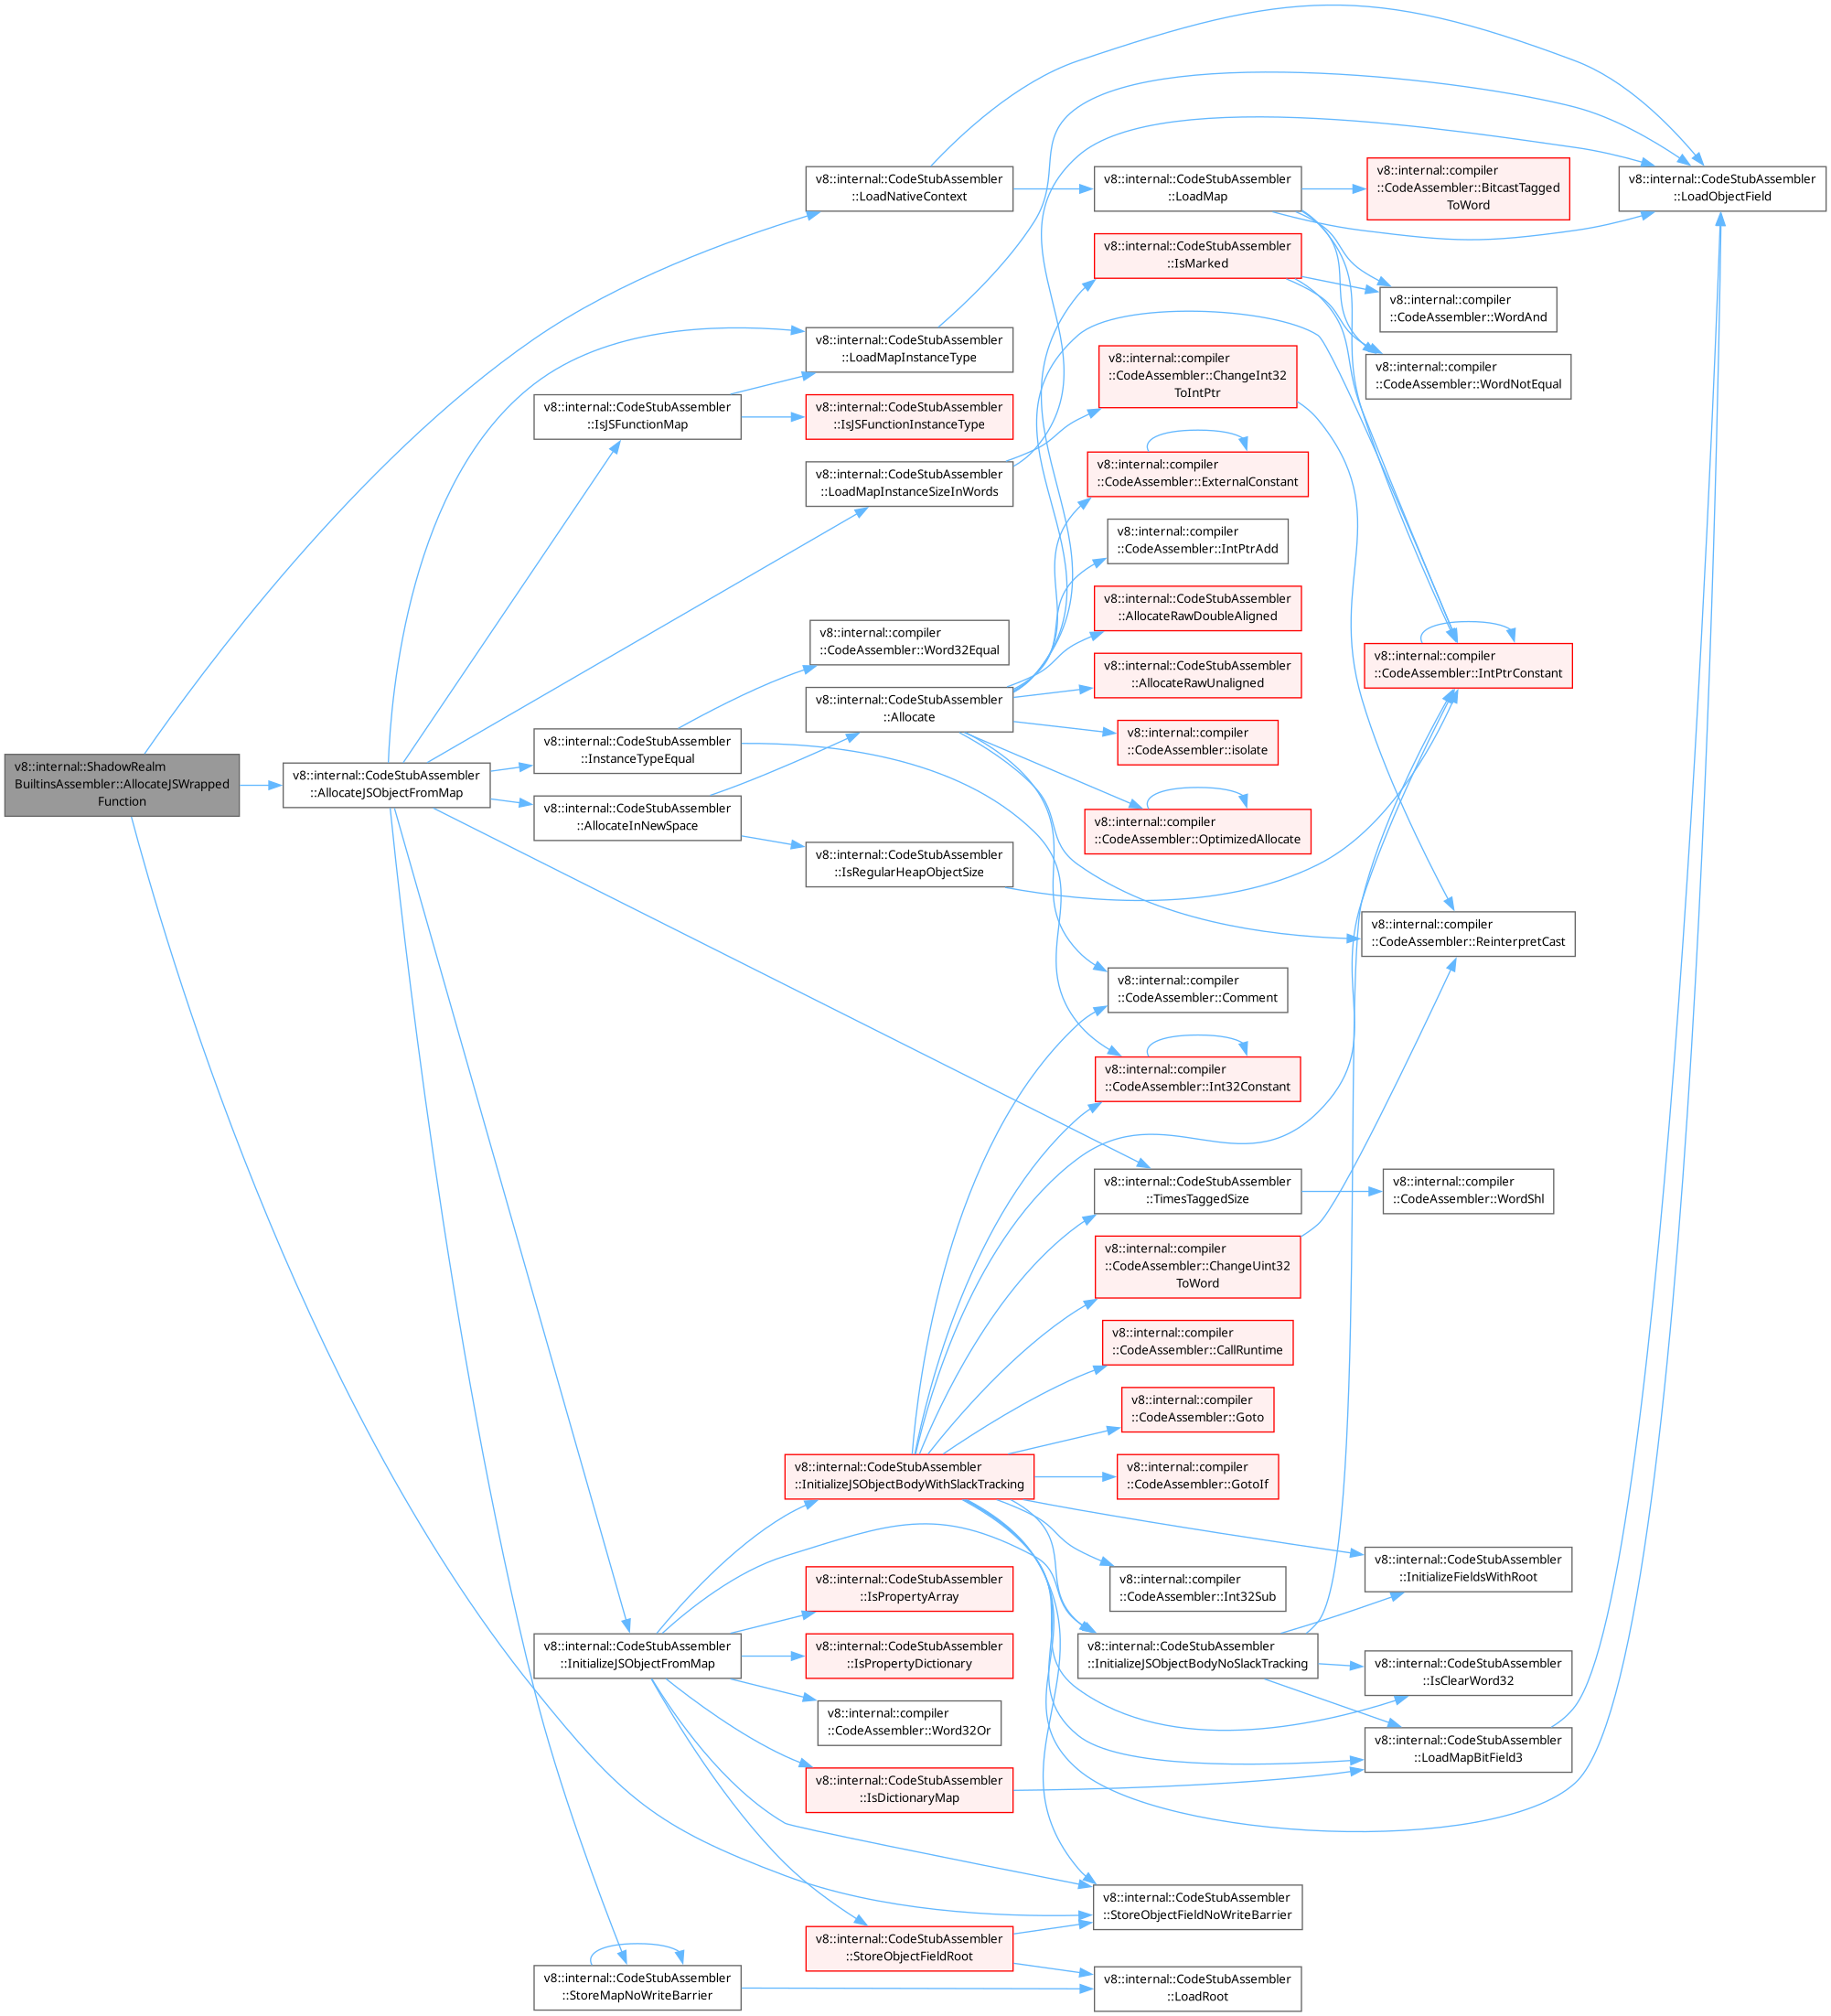 v8::internal::CodeStubAssembler
::LoadNativeContext
v8::internal::CodeStubAssembler
::LoadMap
v8::internal::compiler
::CodeAssembler::BitcastTagged
ToWord
v8::internal::CodeStubAssembler
::LoadObjectField
v8::internal::CodeStubAssembler
::IsMarked
v8::internal::compiler
::CodeAssembler::WordAnd
v8::internal::CodeStubAssembler
::LoadMapInstanceType
v8::internal::compiler
::CodeAssembler::ChangeInt32
ToIntPtr
v8::internal::compiler
::CodeAssembler::WordNotEqual
v8::internal::CodeStubAssembler
::IsJSFunctionMap
v8::internal::CodeStubAssembler
::IsJSFunctionInstanceType
v8::internal::CodeStubAssembler
::LoadMapInstanceSizeInWords
v8::internal::compiler
::CodeAssembler::ExternalConstant
v8::internal::compiler
::CodeAssembler::IntPtrAdd
v8::internal::CodeStubAssembler
::AllocateRawDoubleAligned
v8::internal::compiler
::CodeAssembler::Word32Equal
v8::internal::CodeStubAssembler
::AllocateRawUnaligned
v8::internal::compiler
::CodeAssembler::IntPtrConstant
v8::internal::CodeStubAssembler
::Allocate
v8::internal::compiler
::CodeAssembler::isolate
v8::internal::ShadowRealm
BuiltinsAssembler::AllocateJSWrapped
Function
v8::internal::CodeStubAssembler
::AllocateJSObjectFromMap
v8::internal::CodeStubAssembler
::InstanceTypeEqual
v8::internal::CodeStubAssembler
::AllocateInNewSpace
v8::internal::compiler
::CodeAssembler::OptimizedAllocate
v8::internal::CodeStubAssembler
::IsRegularHeapObjectSize
v8::internal::compiler
::CodeAssembler::ReinterpretCast
v8::internal::compiler
::CodeAssembler::Comment
v8::internal::compiler
::CodeAssembler::Int32Constant
v8::internal::CodeStubAssembler
::TimesTaggedSize
v8::internal::compiler
::CodeAssembler::WordShl
v8::internal::compiler
::CodeAssembler::ChangeUint32
ToWord
v8::internal::compiler
::CodeAssembler::CallRuntime
v8::internal::compiler
::CodeAssembler::Goto
v8::internal::CodeStubAssembler
::InitializeJSObjectBodyWithSlackTracking
v8::internal::compiler
::CodeAssembler::GotoIf
v8::internal::compiler
::CodeAssembler::Int32Sub
v8::internal::CodeStubAssembler
::InitializeFieldsWithRoot
v8::internal::CodeStubAssembler
::IsPropertyArray
v8::internal::CodeStubAssembler
::InitializeJSObjectFromMap
v8::internal::CodeStubAssembler
::IsPropertyDictionary
v8::internal::CodeStubAssembler
::InitializeJSObjectBodyNoSlackTracking
v8::internal::CodeStubAssembler
::IsClearWord32
v8::internal::compiler
::CodeAssembler::Word32Or
v8::internal::CodeStubAssembler
::LoadMapBitField3
v8::internal::CodeStubAssembler
::IsDictionaryMap
v8::internal::CodeStubAssembler
::StoreObjectFieldNoWriteBarrier
v8::internal::CodeStubAssembler
::StoreObjectFieldRoot
v8::internal::CodeStubAssembler
::StoreMapNoWriteBarrier
v8::internal::CodeStubAssembler
::LoadRoot